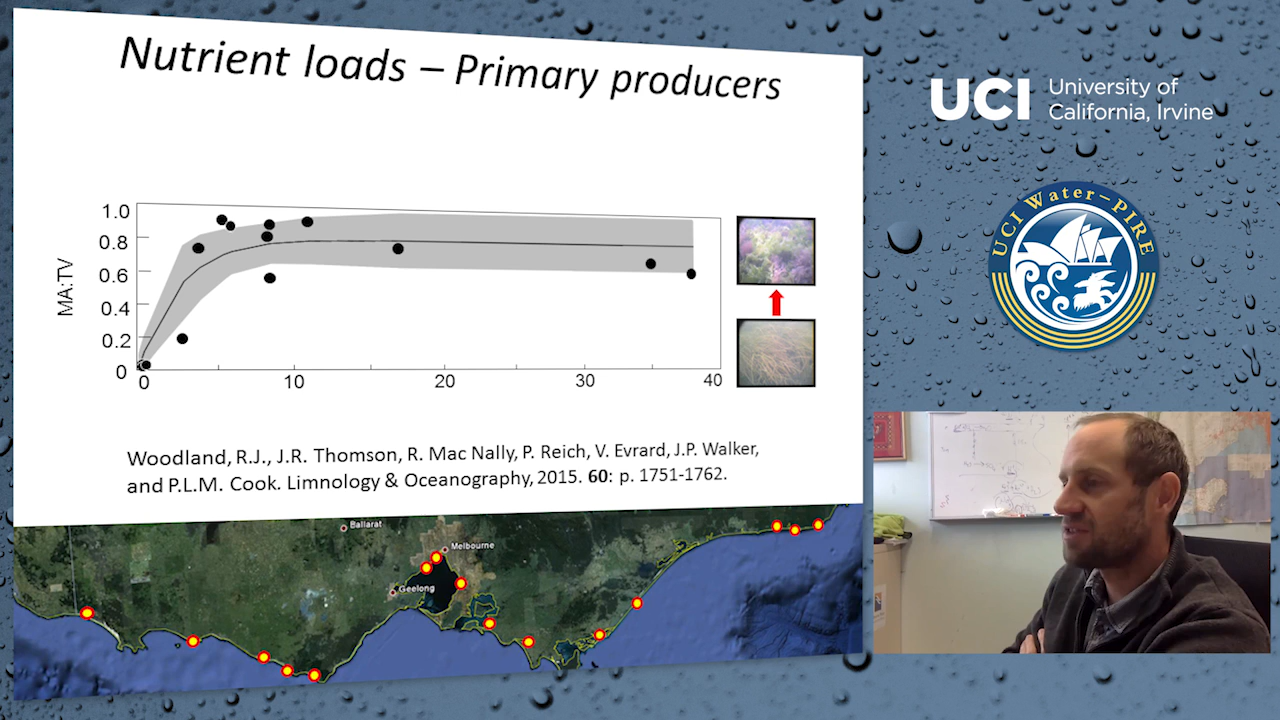 Nutrient loads – Primary producers
MA:TV
1.0
0.8
0.6
0.4
0.2
0
0 10 20 30 40
Woodland, R.J., J.R. Thomson, R. Mac Nally, P. Reich, V. Evrard, J.P. Walker,
and P.L.M. Cook. Limnology & Oceanography, 2015. 60: p. 1751-1762.
Ballarat
Melbourne
Geelong
UCI
University of
California, Irvine
UCI Water-PIRE